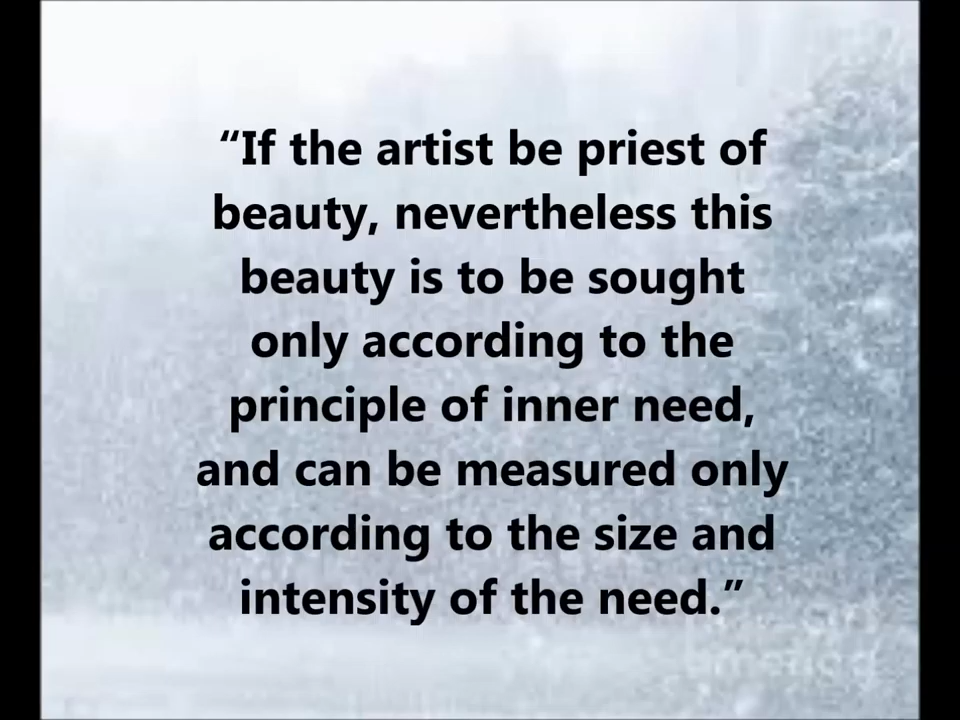 “If the artist be priest of
beauty, nevertheless this
beauty is to be sought
only according to the
principle of inner need,
and can be measured only
according to the size and
intensity of the need.”